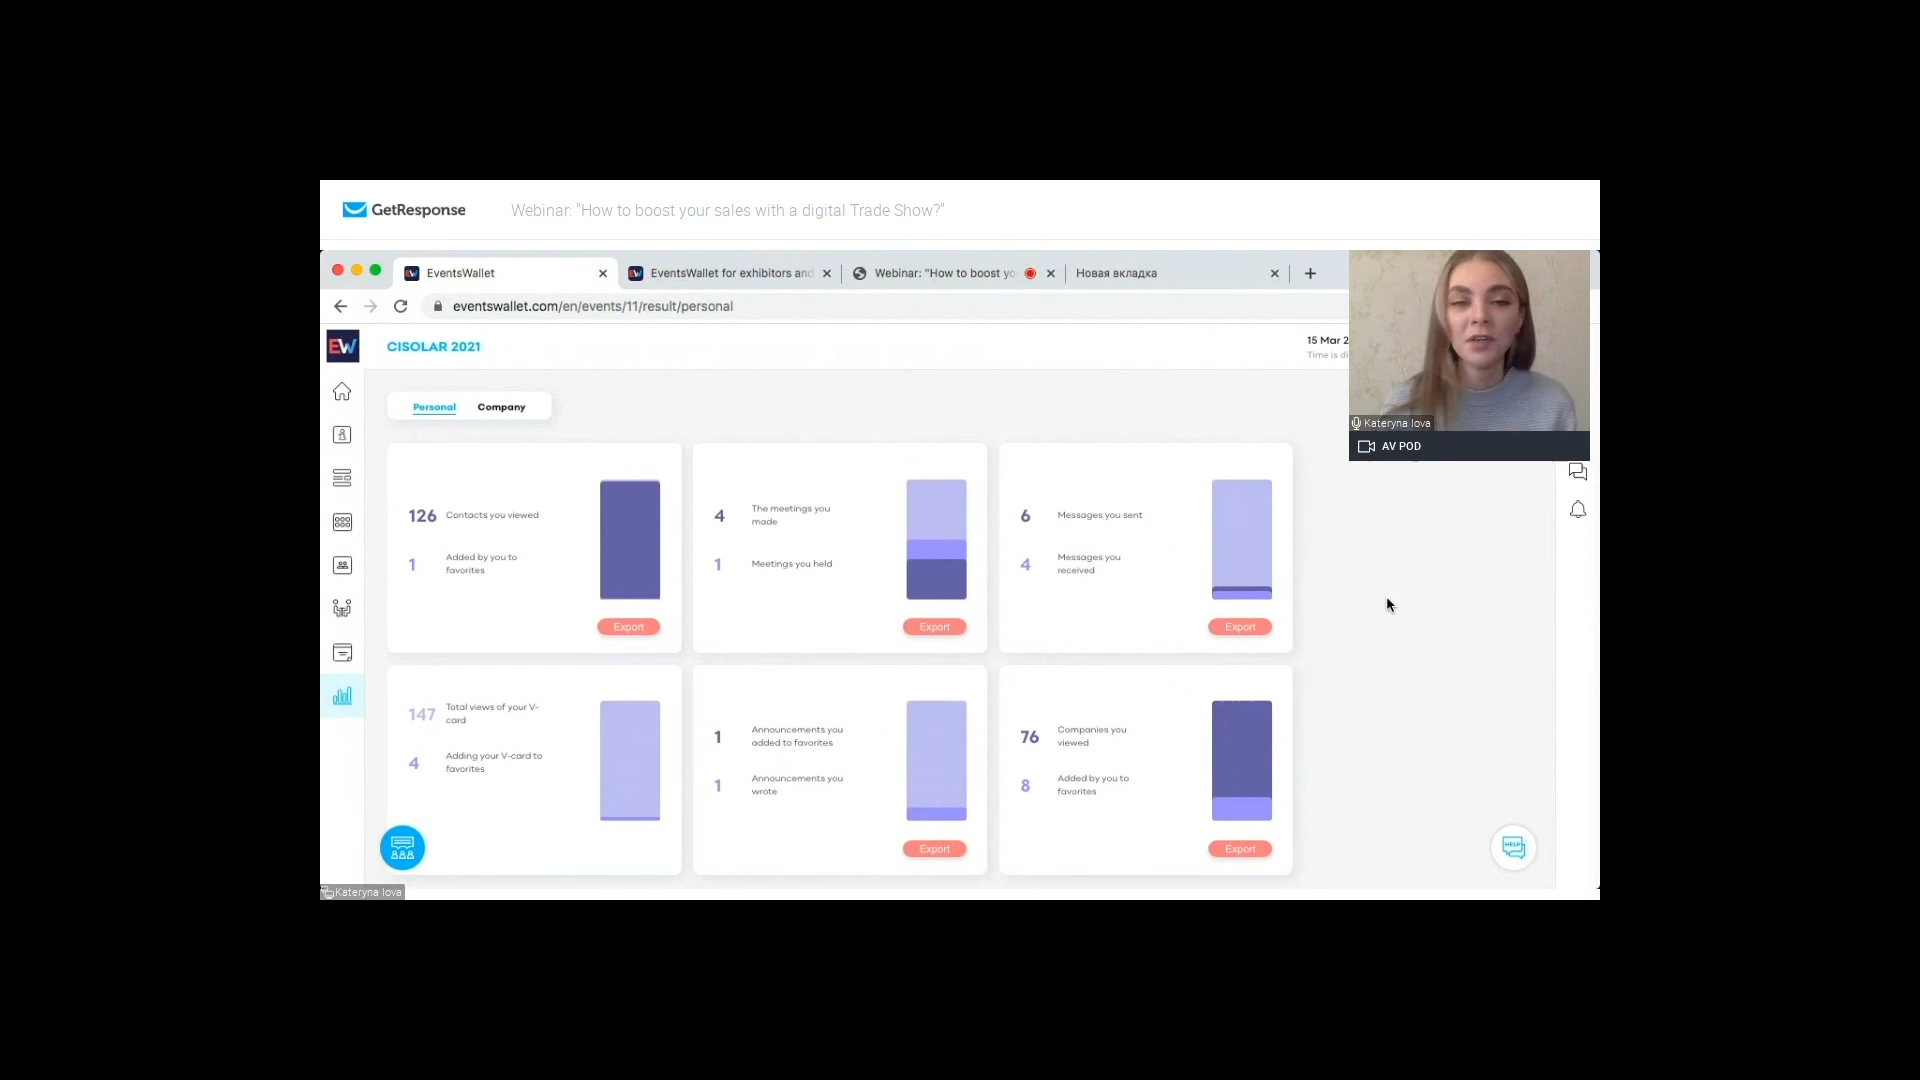 GetResponse
Webinar: "How to boost your sales with a digital Trade Show?"
EventsWallet
EventsWallet for exhibitors and
Webinar: "How to boost yo
Новая вкладка
eventswallet.com/en/events/11/result/personal
EW
CISOLAR 2021
15 Mar 2
Time is di
Kateryna Iova
AV POD
Personal
Company
126 Contacts you viewed
1 Added by you to
favorites
Export
4 The meetings you
made
1 Meetings you held
Export
6 Messages you sent
4 Messages you
received
Export
147 Total views of your V-
card
4 Adding your V-card to
favorites
1 Announcements you
added to favorites
1 Announcements you
wrote
Export
76 Companies you
viewed
8 Added by you to
favorites
Export
HELP
Kateryna Iova